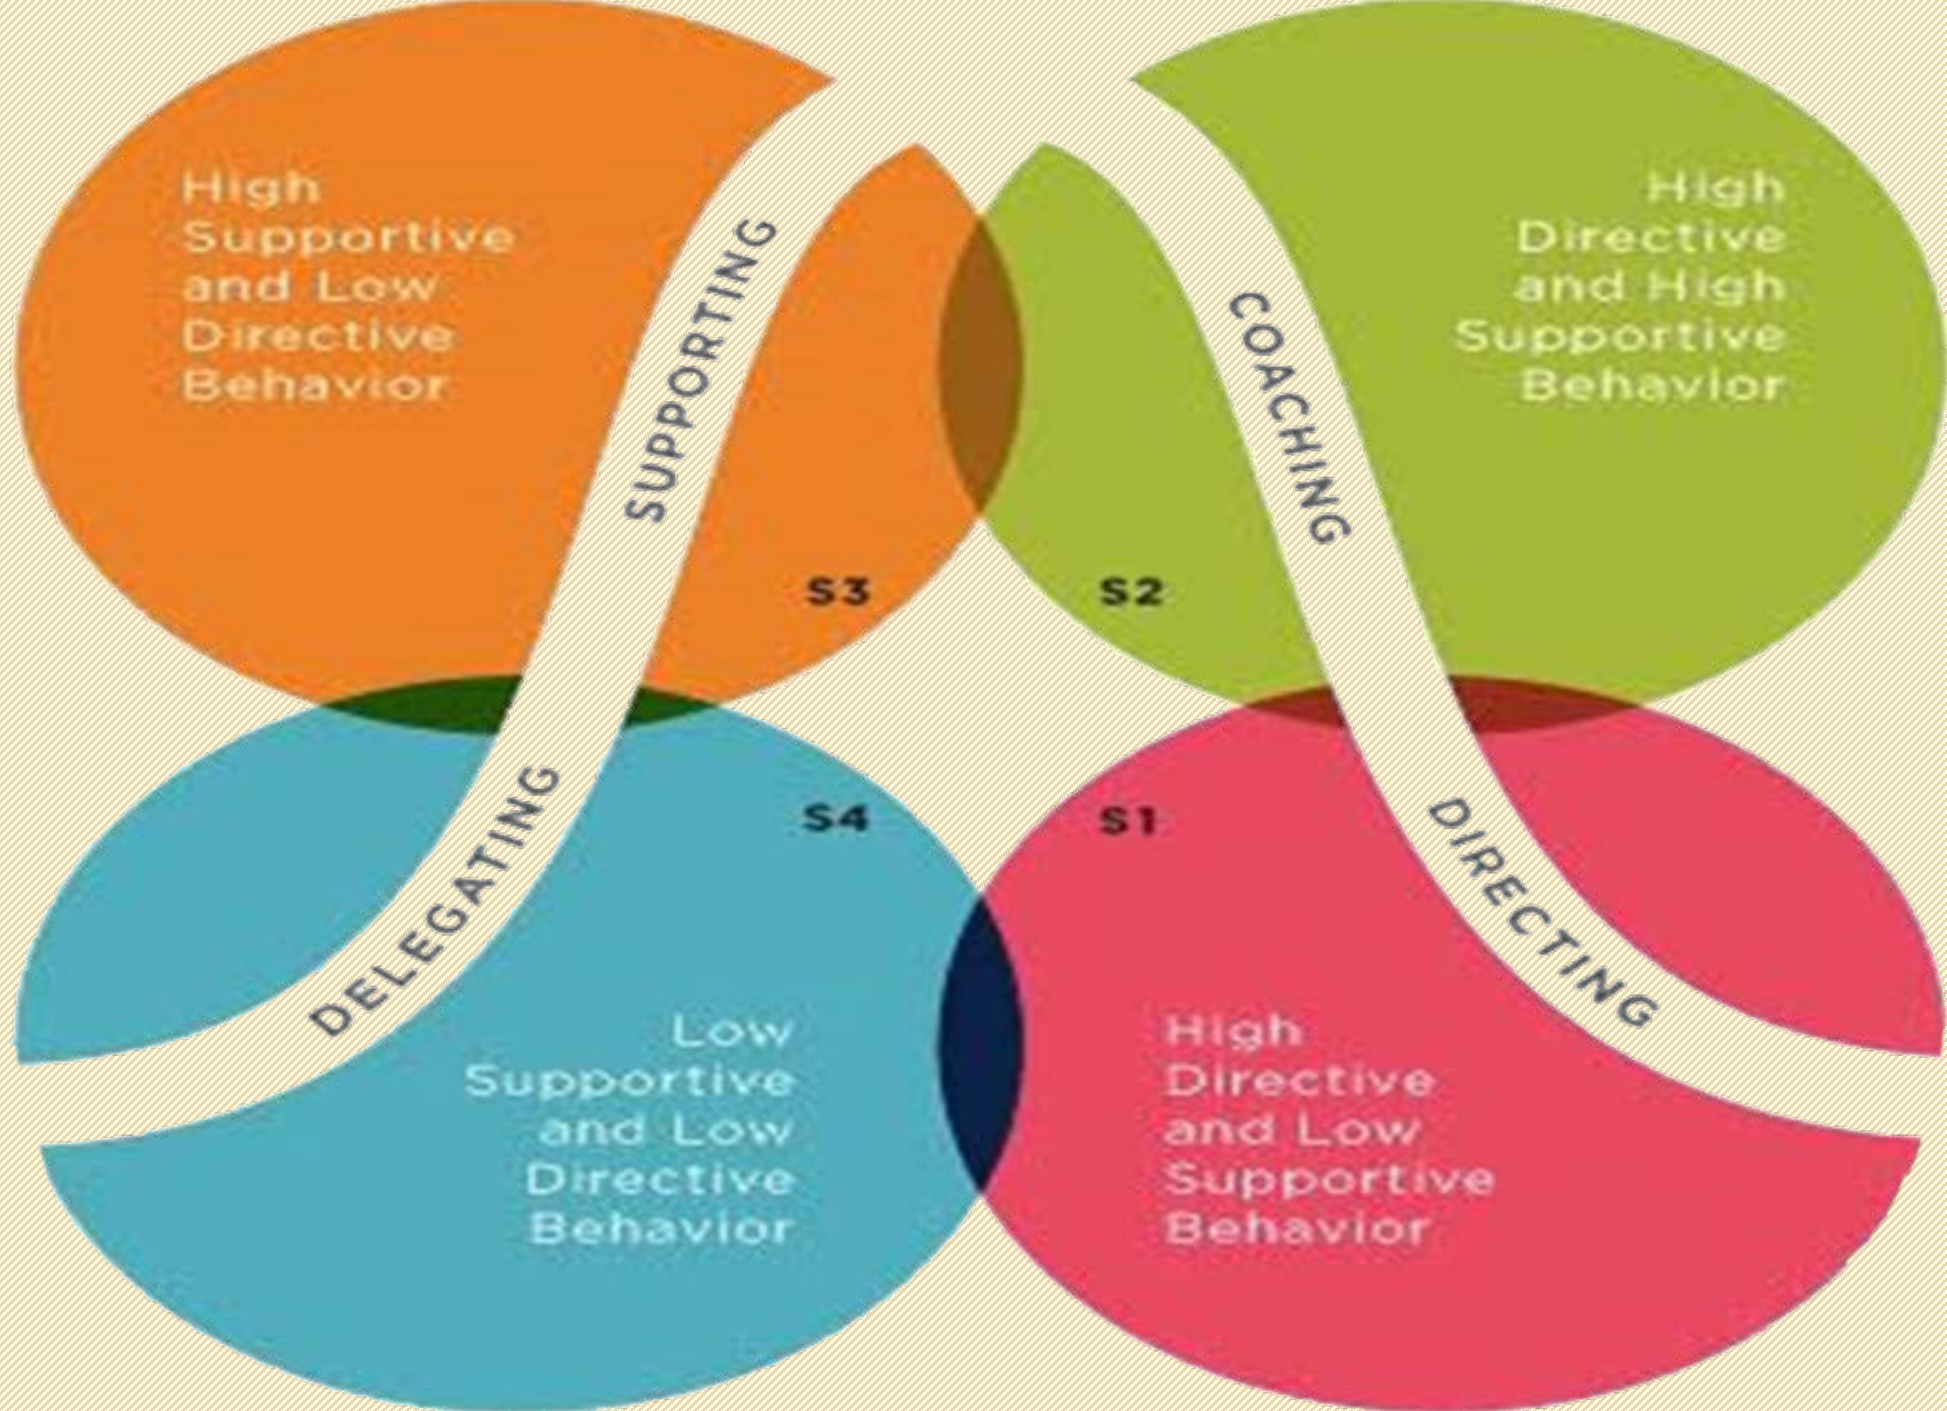 High
Supportive
and Low
Directive
Behavior
SUPPORTING
S3
High
Directive
and High
Supportive
Behavior
COACHING
S2
DELEGATING
S4
Low
Supportive
and Low
Directive
Behavior
S1
DIRECTING
High
Directive
and Low
Supportive
Behavior